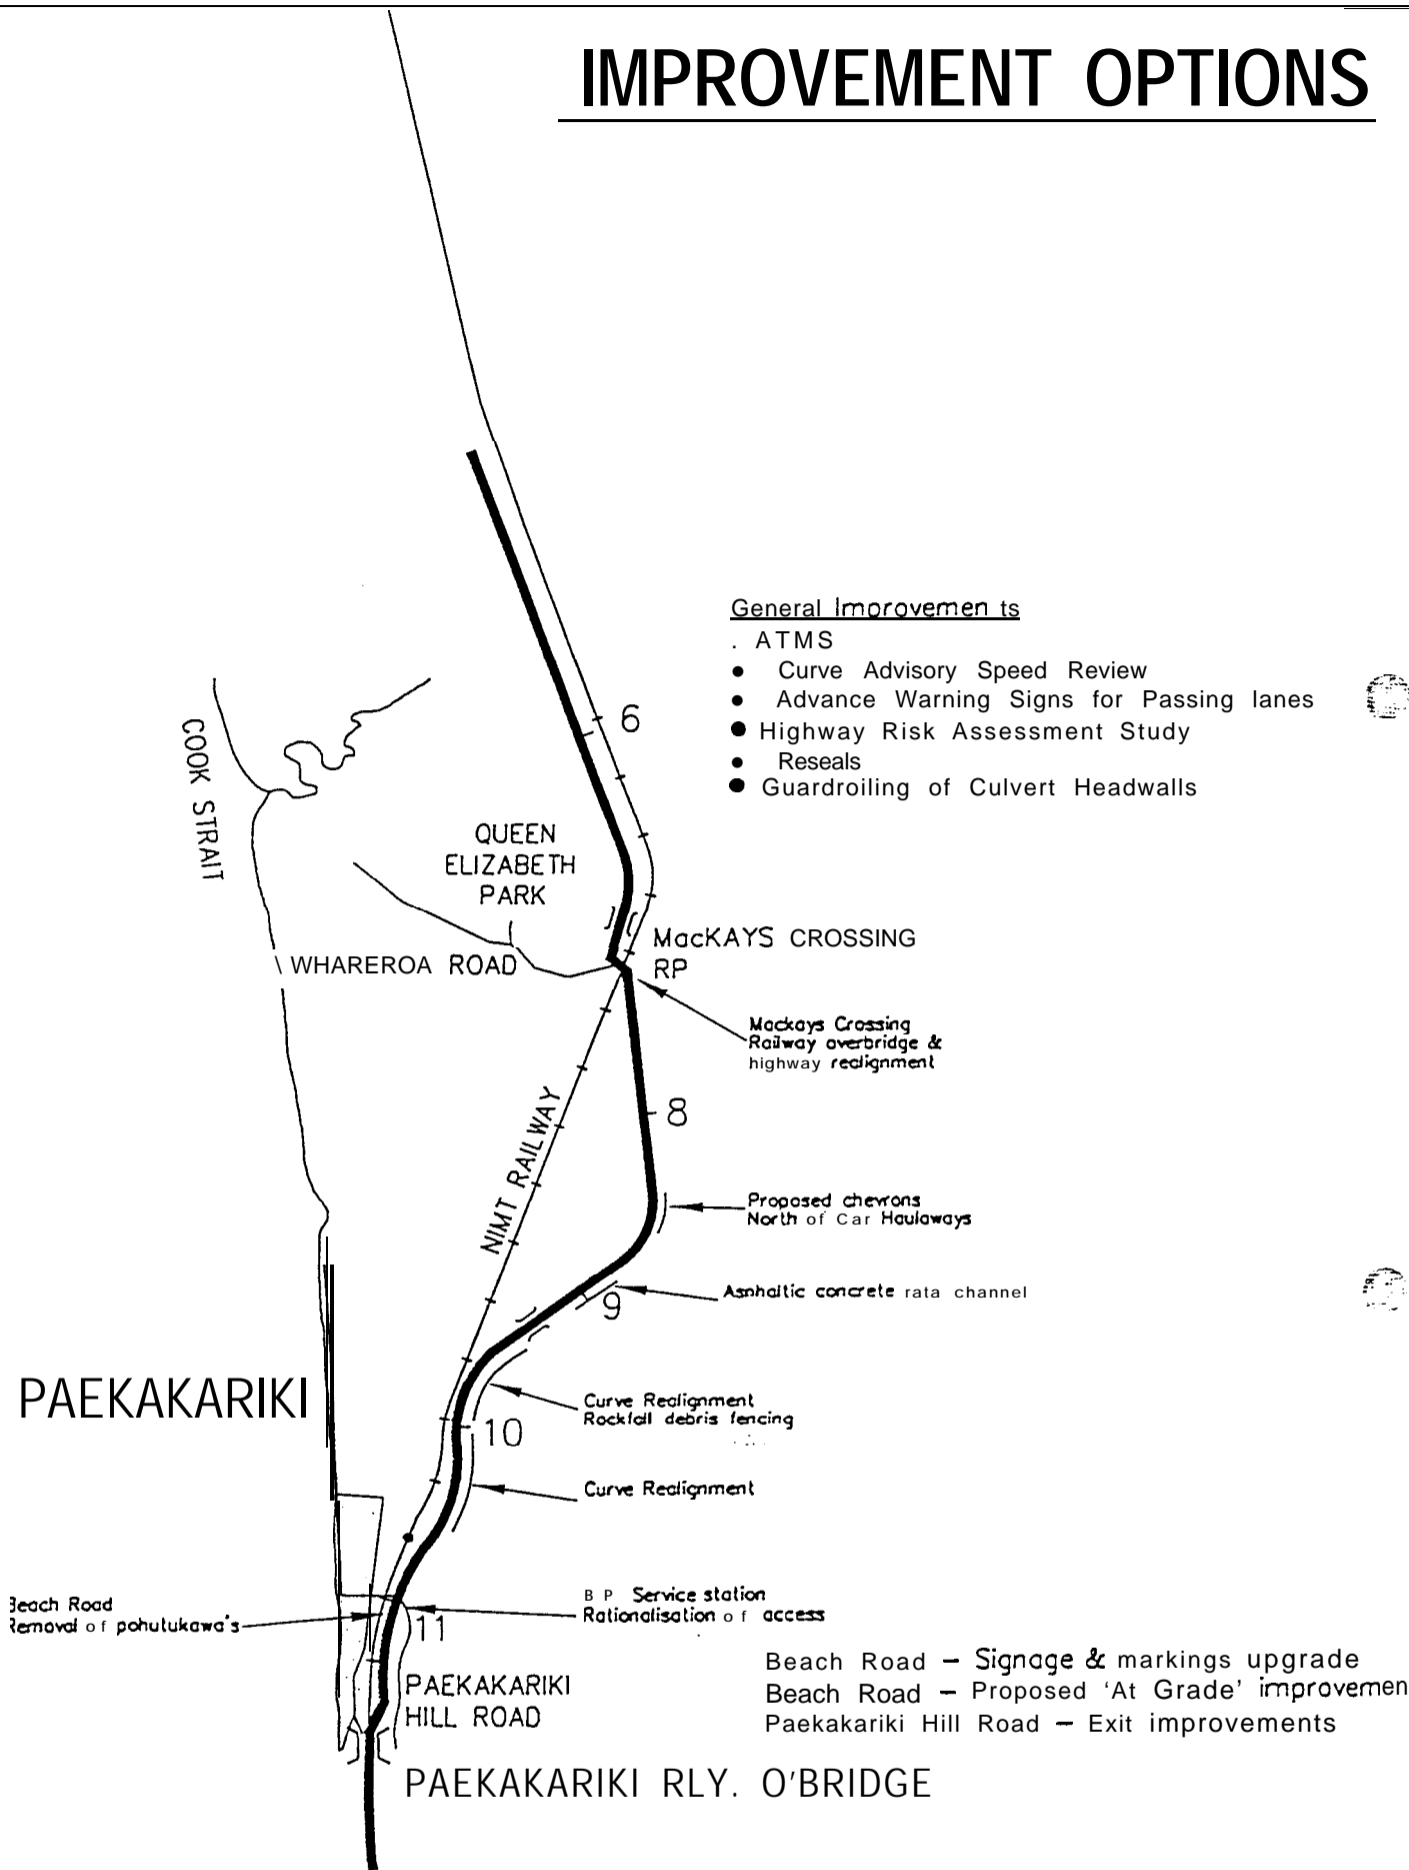 IMPROVEMENT OPTIONS
General Imorovemen ts
. ATMS
• Curve Advisory Speed Review
• Advance Warning Signs for Passing lanes
• Highway Risk Assessment Study
• Reseals
• Guardroiling of Culvert Headwalls
6
COOK STRAIT
QUEEN
ELIZABETH
PARK
MacKAYS CROSSING
RP
WHAREROA ROAD
Mackays Crossing
Railway overbridge &
highway realignment
8
NIMT RAILWAY
Proposed chevrons
North of Car Haulaways
Asphaltic concrete rata channel
9
PAEKAKARIKI
Curve Realignment
Rockfall debris fencing
10
Curve Realignment
Beach Road
Removal of pohutukawa's
B P Service station
Rationalisation of access
11
Beach Road – Signage & markings upgrade
Beach Road – Proposed 'At Grade' improvemen
Paekakariki Hill Road – Exit improvements
PAEKAKARIKI
HILL ROAD
PAEKAKARIKI RLY. O'BRIDGE